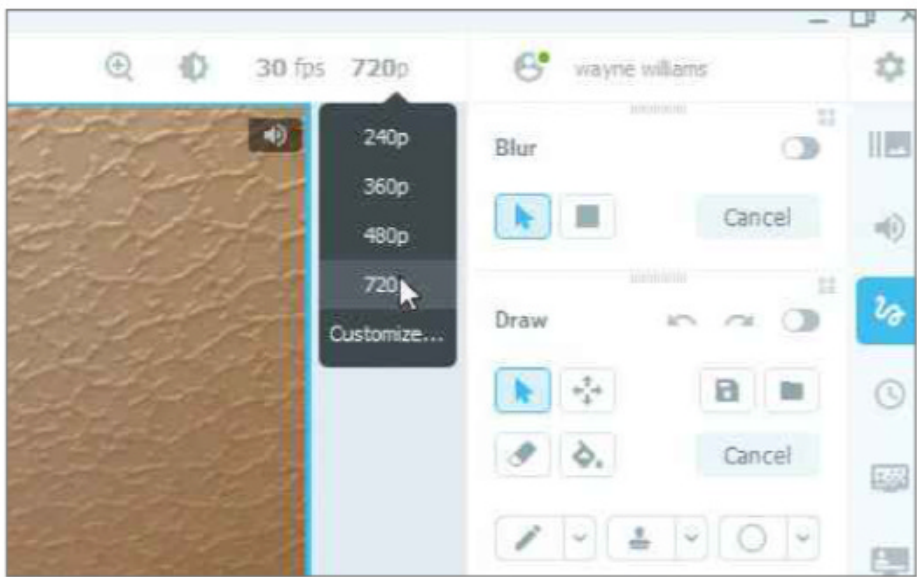 30 fps 720p
wayne williams
240p
360p
480p
720
Customize...
Blur
Cancel
Draw
Cancel